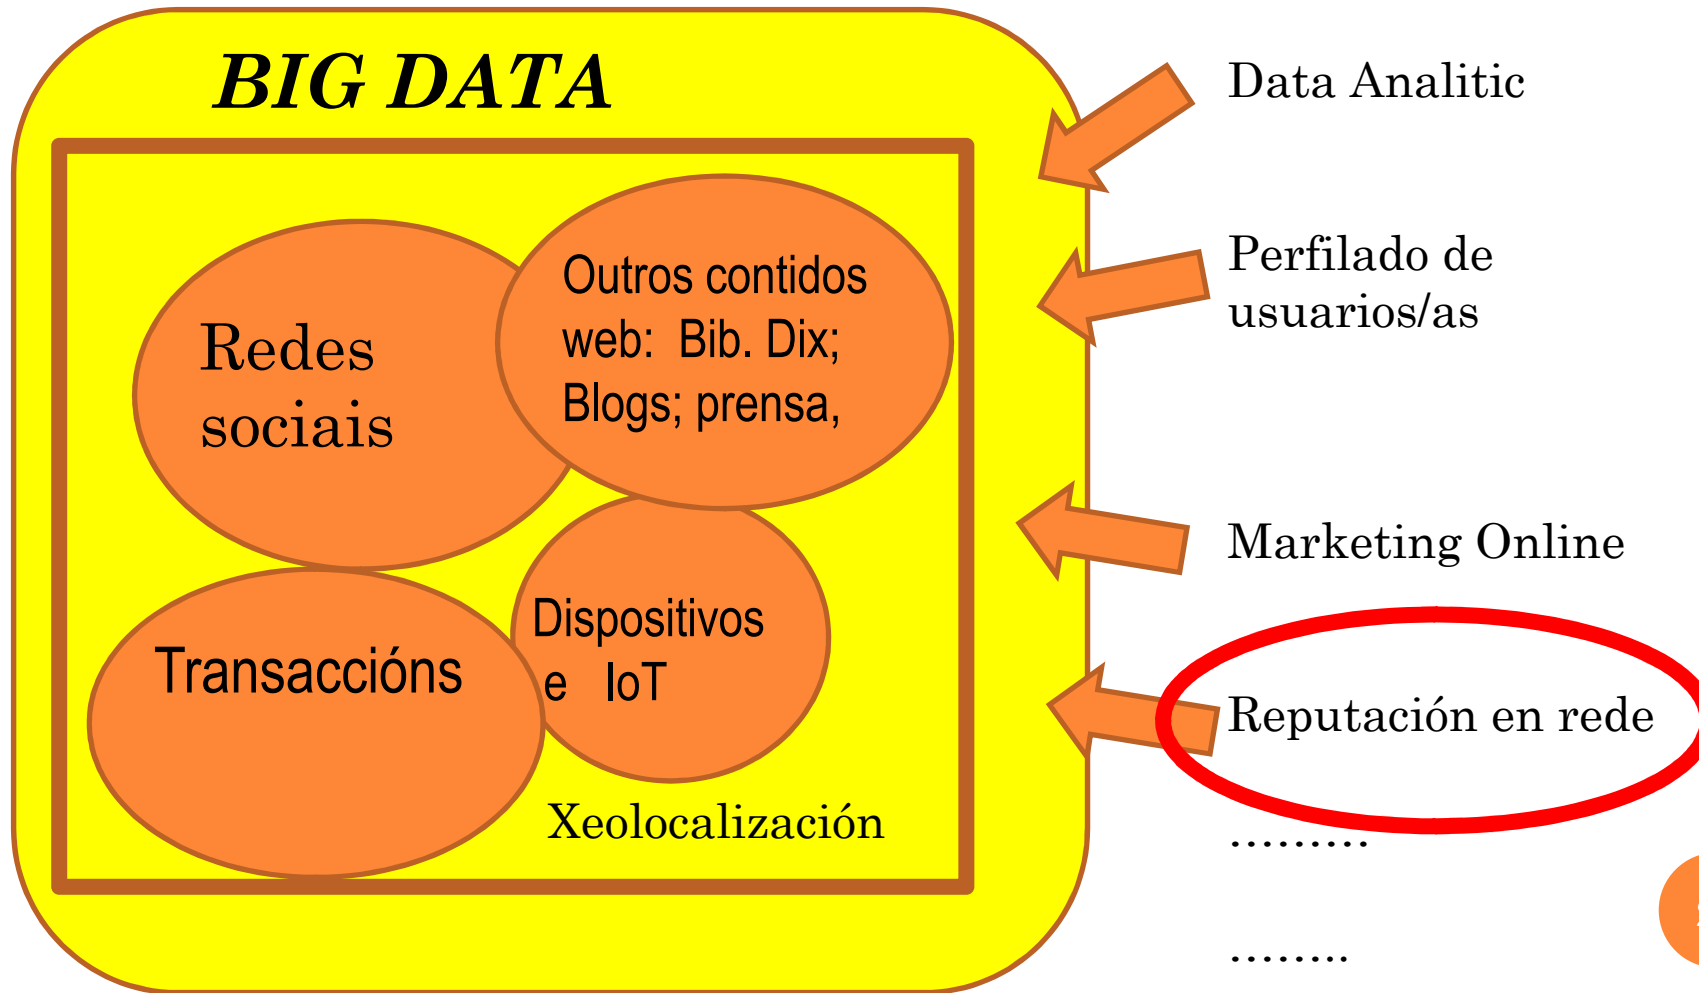 BIG DATA
Data Analitic
Perfilado de
usuarios/as
Outros contidos
web: Bib. Dix;
Blogs; prensa,
Redes
sociais
Marketing Online
Dispositivos
e IoT
Transaccións
Reputación en rede
Xeolocalización
.........
........